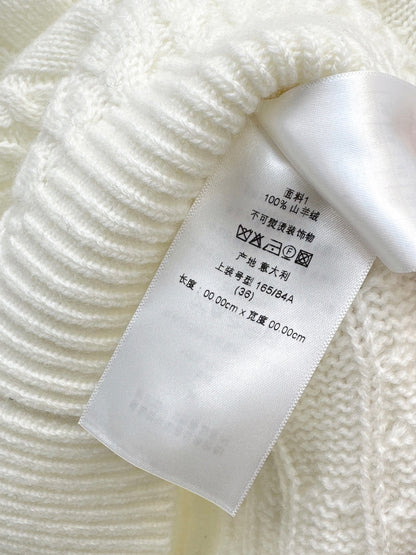 面料1
100% 山羊绒
不可熨烫装饰物
产地 意大利
上装号型 165/84A
(36)
长度：00.00cm x 宽度 00.00cm